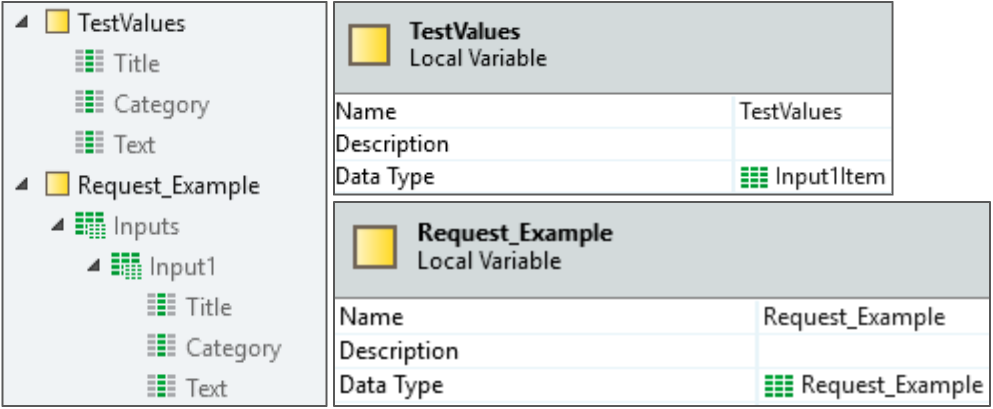 TestValues
Title
Category
Text
Request_Example
Inputs
Input1
Title
Category
Text
TestValues
Local Variable
Name TestValues
Description
Data Type Input1Item
Request_Example
Local Variable
Name Request_Example
Description
Data Type Request_Example